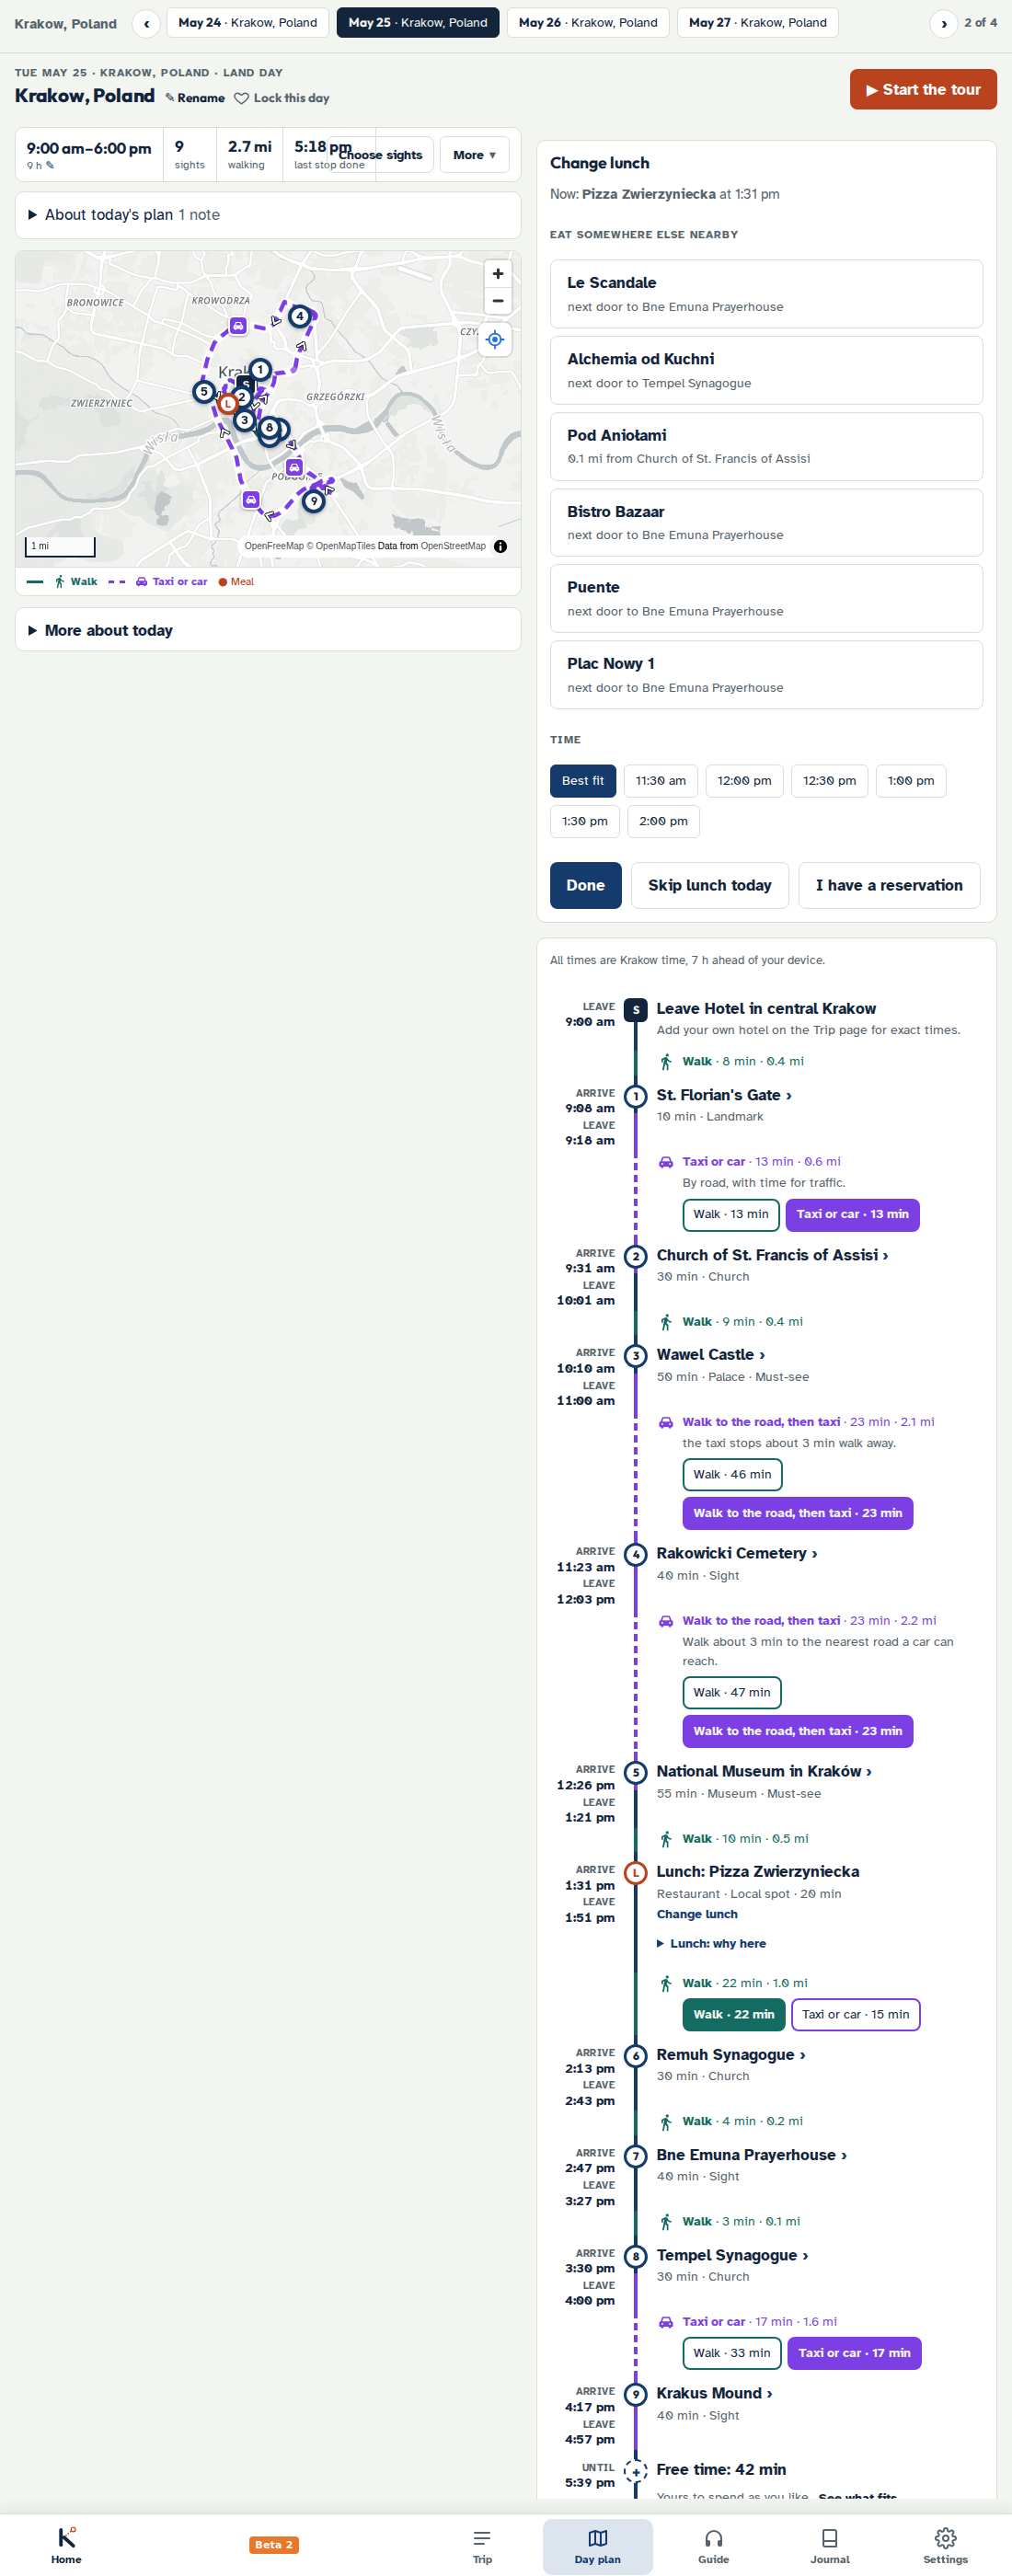 Krakow, Poland
‹
May 24 · Krakow, Poland
May 25 · Krakow, Poland
May 26 · Krakow, Poland
May 27 · Krakow, Poland
›
2 of 4
TUE MAY 25 · KRAKOW, POLAND · LAND DAY
Krakow, Poland ✎ Rename Lock this day
▶ Start the tour
9:00 am–6:00 pm
9 h ✎
9
sights
2.7 mi
walking
5:18 pm
last stop done
Choose sights
More ▾
▶ About today's plan 1 note
BRONOWICE
KROWODRZA
ZWIERZYNIEC
GRZEGÓRZKI
Wisła
Wisła
4
1
5
2
L
3
8
9
+
−
1 mi
OpenFreeMap © OpenMapTiles Data from OpenStreetMap
Walk Taxi or car Meal
▶ More about today
Change lunch
Now: Pizza Zwierzyniecka at 1:31 pm
EAT SOMEWHERE ELSE NEARBY
Le Scandale
next door to Bne Emuna Prayerhouse
Alchemia od Kuchni
next door to Tempel Synagogue
Pod Aniołami
0.1 mi from Church of St. Francis of Assisi
Bistro Bazaar
next door to Bne Emuna Prayerhouse
Puente
next door to Bne Emuna Prayerhouse
Plac Nowy 1
next door to Bne Emuna Prayerhouse
TIME
Best fit
11:30 am
12:00 pm
12:30 pm
1:00 pm
1:30 pm
2:00 pm
Done
Skip lunch today
I have a reservation
All times are Krakow time, 7 h ahead of your device.
LEAVE
9:00 am
S
Leave Hotel in central Krakow
Add your own hotel on the Trip page for exact times.
Walk · 8 min · 0.4 mi
ARRIVE
9:08 am
LEAVE
9:18 am
1
St. Florian's Gate ›
10 min · Landmark
Taxi or car · 13 min · 0.6 mi
By road, with time for traffic.
Walk · 13 min
Taxi or car · 13 min
ARRIVE
9:31 am
LEAVE
10:01 am
2
Church of St. Francis of Assisi ›
30 min · Church
Walk · 9 min · 0.4 mi
ARRIVE
10:10 am
LEAVE
11:00 am
3
Wawel Castle ›
50 min · Palace · Must-see
Walk to the road, then taxi · 23 min · 2.1 mi
the taxi stops about 3 min walk away.
Walk · 46 min
Walk to the road, then taxi · 23 min
ARRIVE
11:23 am
LEAVE
12:03 pm
4
Rakowicki Cemetery ›
40 min · Sight
Walk to the road, then taxi · 23 min · 2.2 mi
Walk about 3 min to the nearest road a car can
reach.
Walk · 47 min
Walk to the road, then taxi · 23 min
ARRIVE
12:26 pm
LEAVE
1:21 pm
5
National Museum in Kraków ›
55 min · Museum · Must-see
Walk · 10 min · 0.5 mi
ARRIVE
1:31 pm
LEAVE
1:51 pm
L
Lunch: Pizza Zwierzyniecka
Restaurant · Local spot · 20 min
Change lunch
▶ Lunch: why here
Walk · 22 min · 1.0 mi
Walk · 22 min
Taxi or car · 15 min
ARRIVE
2:13 pm
LEAVE
2:43 pm
6
Remuh Synagogue ›
30 min · Church
Walk · 4 min · 0.2 mi
ARRIVE
2:47 pm
LEAVE
3:27 pm
7
Bne Emuna Prayerhouse ›
40 min · Sight
Walk · 3 min · 0.1 mi
ARRIVE
3:30 pm
LEAVE
4:00 pm
8
Tempel Synagogue ›
30 min · Church
Taxi or car · 17 min · 1.6 mi
Walk · 33 min
Taxi or car · 17 min
ARRIVE
4:17 pm
LEAVE
4:57 pm
9
Krakus Mound ›
40 min · Sight
UNTIL
5:39 pm
+
Free time: 42 min
Yours to spend as you like. See what fits
Home
Beta 2
Trip
Day plan
Guide
Journal
Settings